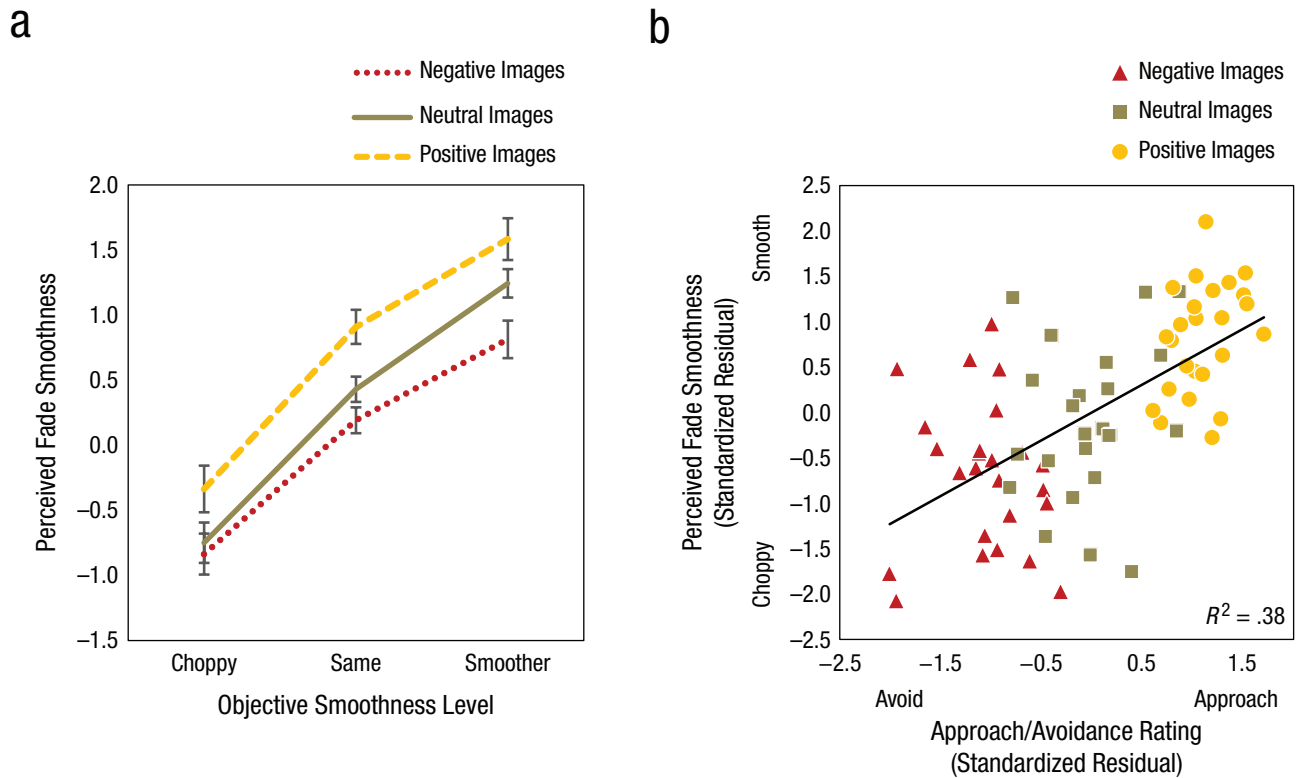 a
Negative Images
Neutral Images
Positive Images
2.0
1.5
1.0
0.5
0.0
–0.5
–1.0
–1.5
Perceived Fade Smoothness
Choppy
Same
Smoother
Objective Smoothness Level
b
Negative Images
Neutral Images
Positive Images
Perceived Fade Smoothness
(Standardized Residual)
Smooth
Choppy
2.5
2.0
1.5
1.0
0.5
0.0
–0.5
–1.0
–1.5
–2.0
–2.5
R² = .38
–2.5
–1.5
–0.5
0.5
1.5
Avoid
Approach
Approach/Avoidance Rating
(Standardized Residual)